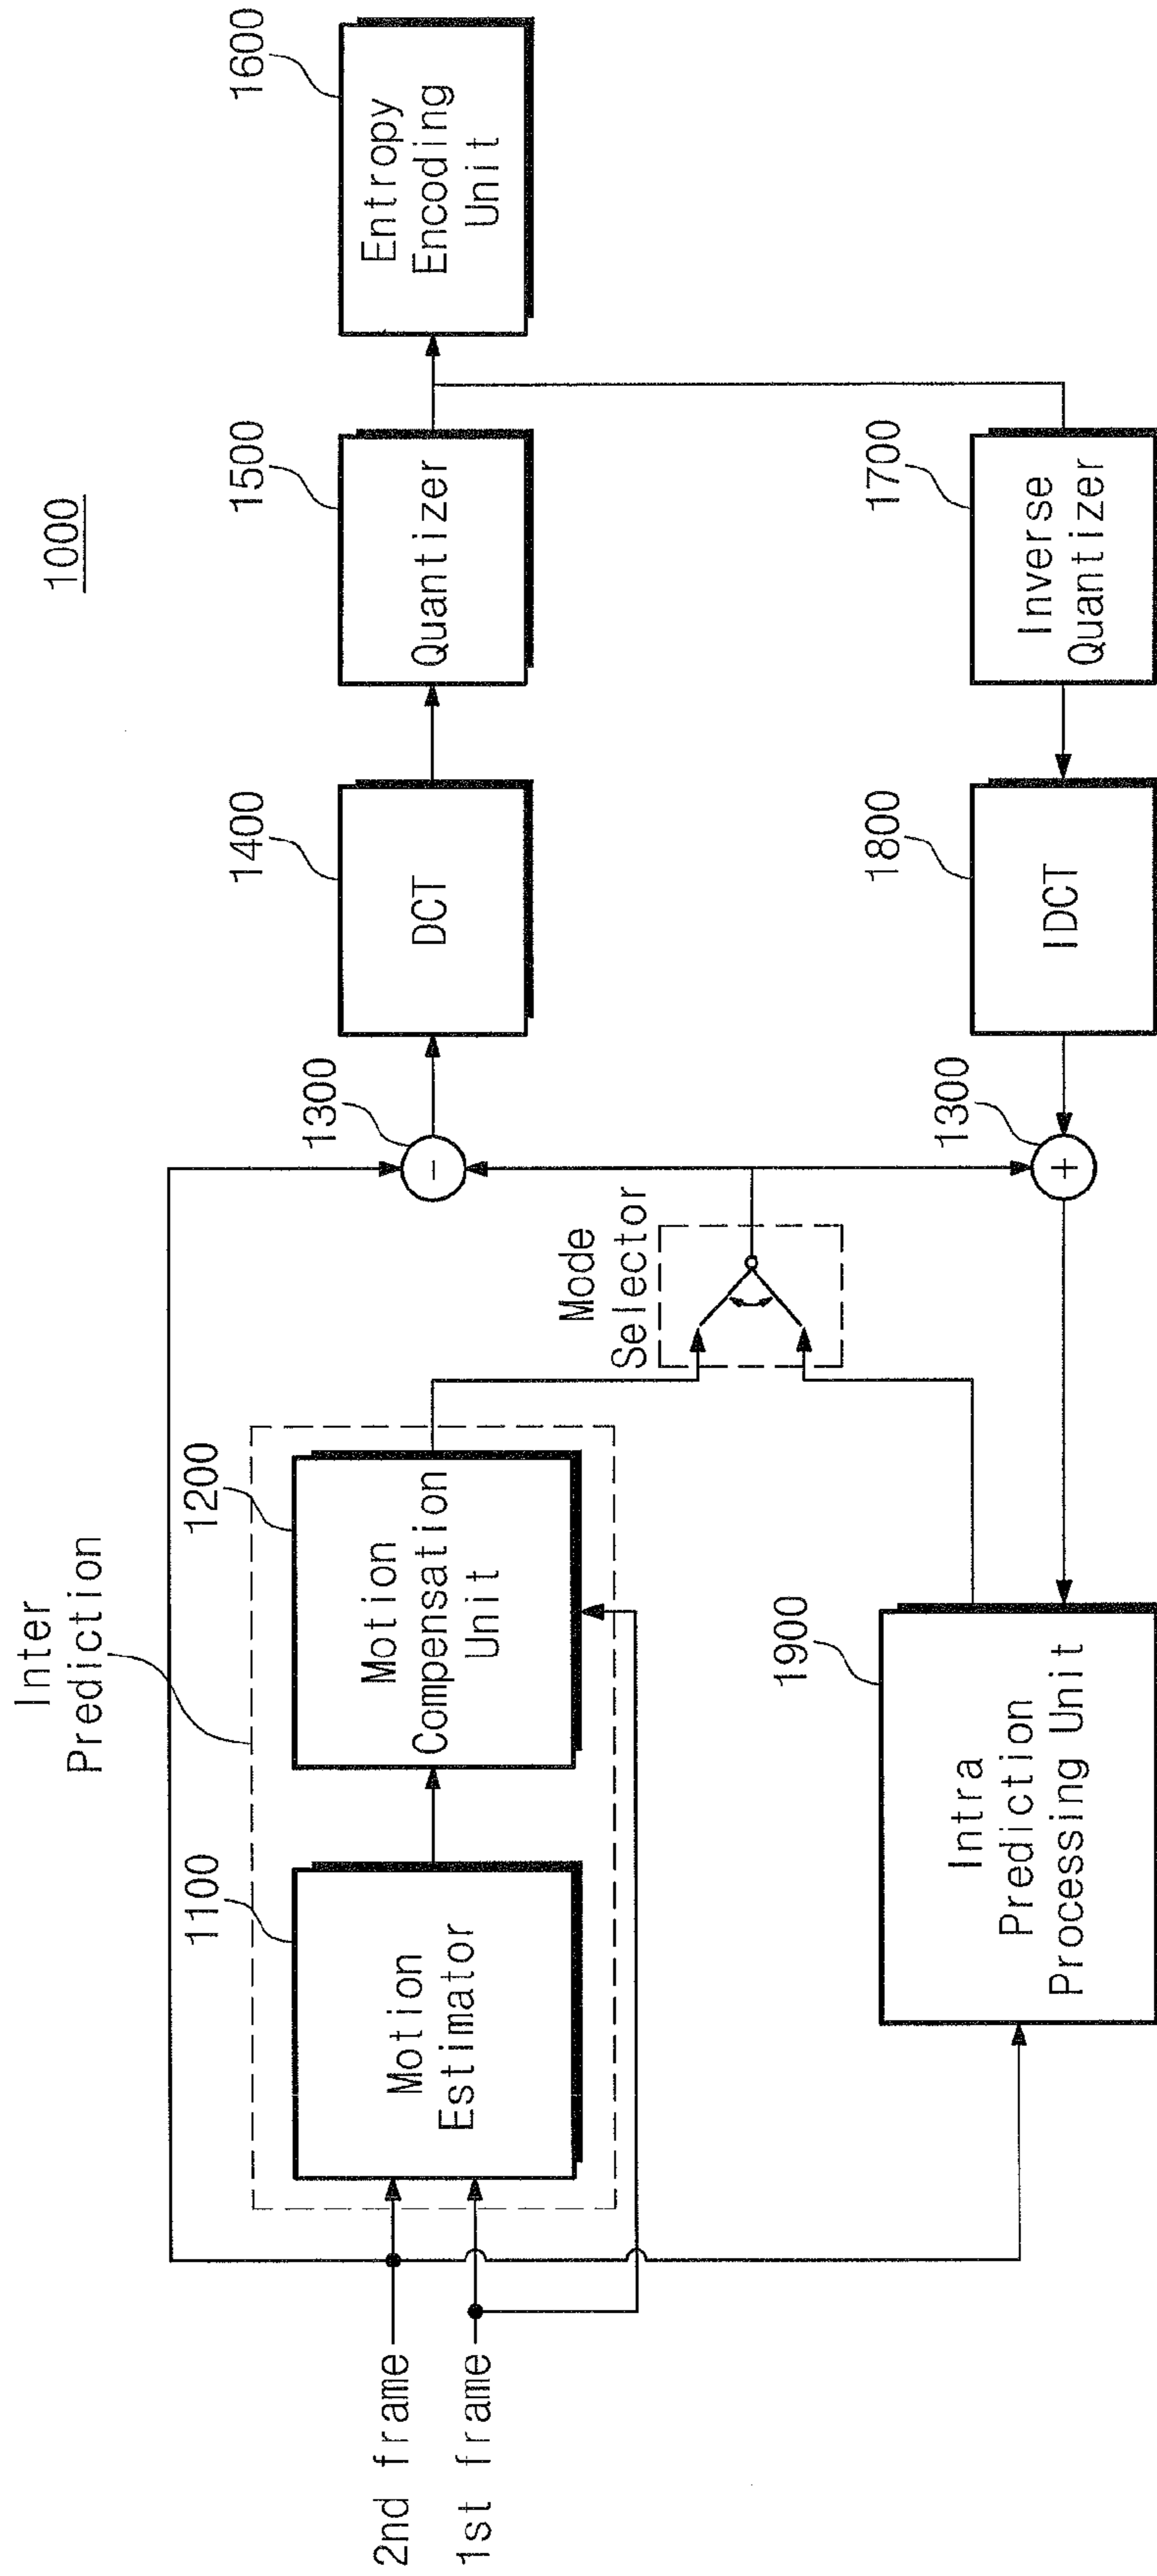 1000
Inter
Prediction
2nd frame
1st frame
1100
Motion
Estimator
1200
Motion
Compensation
Unit
Mode
Selector
1300
-
1400
DCT
1500
Quantizer
1600
Entropy
Encoding
Unit
1900
Intra
Prediction
Processing Unit
1300
+
1800
IDCT
1700
Inverse
Quantizer